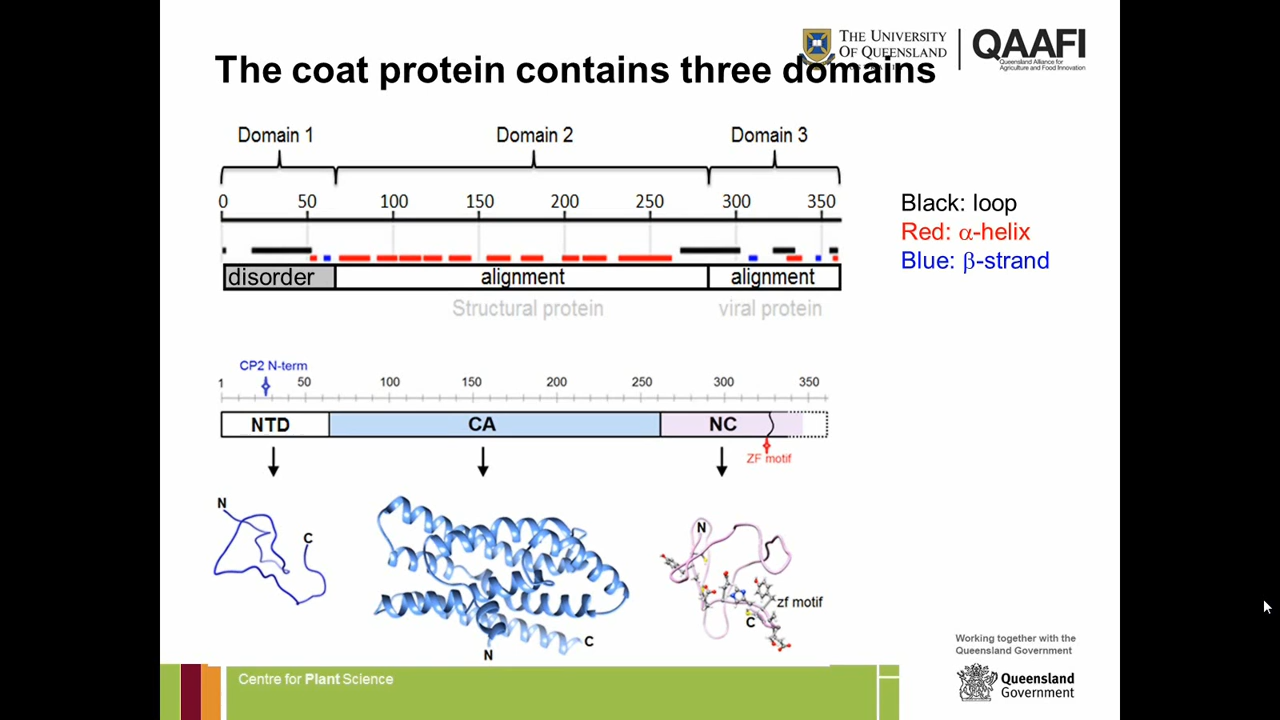 The coat protein contains three domains
THE UNIVERSITY
OF QUEENSLAND
QAAFI
Queensland Alliance for
Agriculture and Food Innovation
Domain 1 Domain 2 Domain 3
0 50 100 150 200 250 300 350
disorder alignment alignment
Structural protein viral protein
Black: loop
Red: α-helix
Blue: β-strand
CP2 N-term
1 50 100 150 200 250 300 350
NTD CA NC
ZF motif
N C
N C
N C
zf motif
Working together with the
Queensland Government
Queensland
Government
Centre for Plant Science